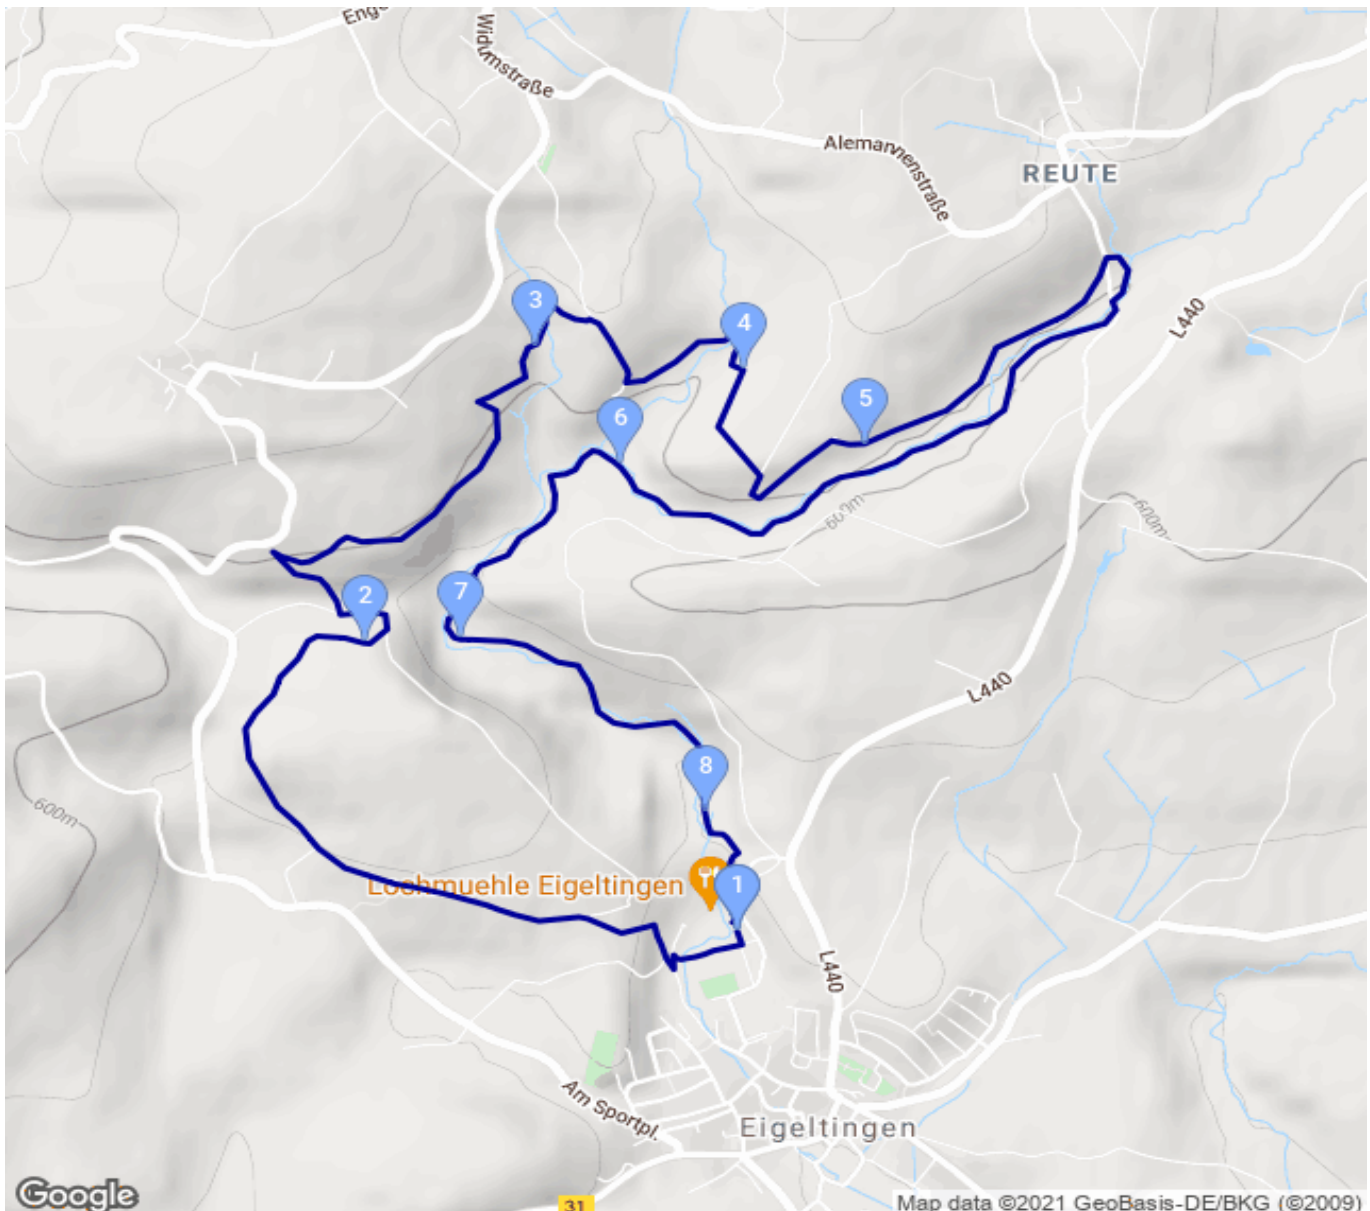 Enge
Widumstraße
Alemannenstraße
REUTE
3
4
L440
5
6
600m
600m
2
7
L440
600m
8
Lochmuehle Eigeltingen
1
L440
Am Sportpl.
Eigeltingen
Google
31
Map data ©2021 GeoBasis-DE/BKG (©2009)